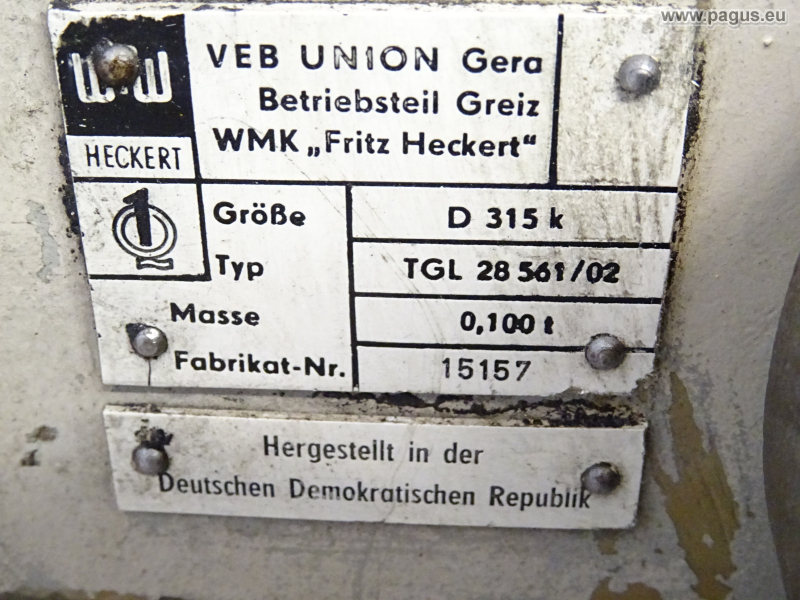 www.pagus.eu
VEB UNION Gera
Betriebsteil Greiz
WMK „Fritz Heckert“
HECKERT
1Q
Größe D 315 k
Typ TGL 28 561/02
Masse 0,100 t
Fabrikat-Nr. 15157
Hergestellt in der
Deutschen Demokratischen Republik